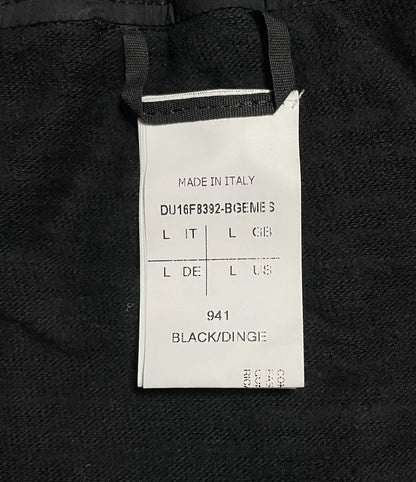 MADE IN ITALY
DU16F8392-BGEMES
L IT L GB
L DE L US
941
BLACK/DINGE